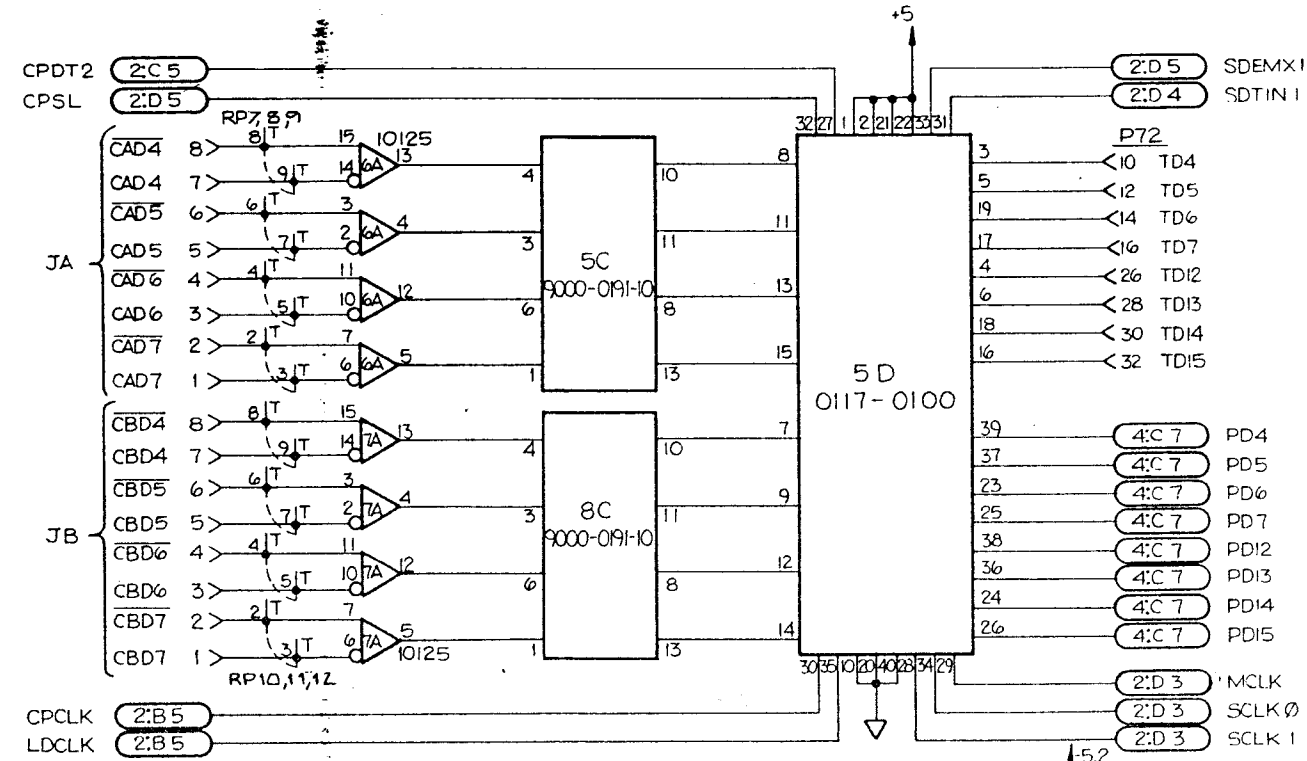 +5
CPDT2 2:C 5
2:D 5 SDEMX1
CPSL 2:D 5
2:D 4 SDTIN 1
RP7, 8, 9
32 27 1 2 21 22 33 31
P72
JA
C̅A̅D̅4̅ 8 8 T 15 10125
CAD4 7 9 T 14 6A 13 4 10 8
C̅A̅D̅5̅ 6 6 T 3
CAD5 5 7 T 2 6A 4 3 11 11
C̅A̅D̅6̅ 4 4 T 11
CAD6 3 5 T 10 6A 12 6 8 13
C̅A̅D̅7̅ 2 2 T 7
CAD7 1 3 T 6 6A 5 1 13 15
5C
9000-0191-10
3 10 TD4
5 12 TD5
19 14 TD6
17 16 TD7
4 26 TD12
6 28 TD13
18 30 TD14
16 32 TD15
5D
0117-0100
JB
C̅B̅D̅4̅ 8 8 T 15
CBD4 7 9 T 14 7A 13 4 10 7
C̅B̅D̅5̅ 6 6 T 3
CBD5 5 7 T 2 7A 4 3 11 9
C̅B̅D̅6̅ 4 4 T 11
CBD6 3 5 T 10 7A 12 6 8 12
C̅B̅D̅7̅ 2 2 T 7
CBD7 1 3 T 6 7A 5 1 13 14
10125
RP10, 11, 12
8C
9000-0191-10
39 4:C 7 PD4
37 4:C 7 PD5
23 4:C 7 PD6
25 4:C 7 PD7
38 4:C 7 PD12
36 4:C 7 PD13
24 4:C 7 PD14
26 4:C 7 PD15
30 35 10 20 40 28 34 29
2:D 3 MCLK
CPCLK 2:B 5
2:D 3 SCLK Ø
LDCLK 2:B 5
2:D 3 SCLK 1
-5.2